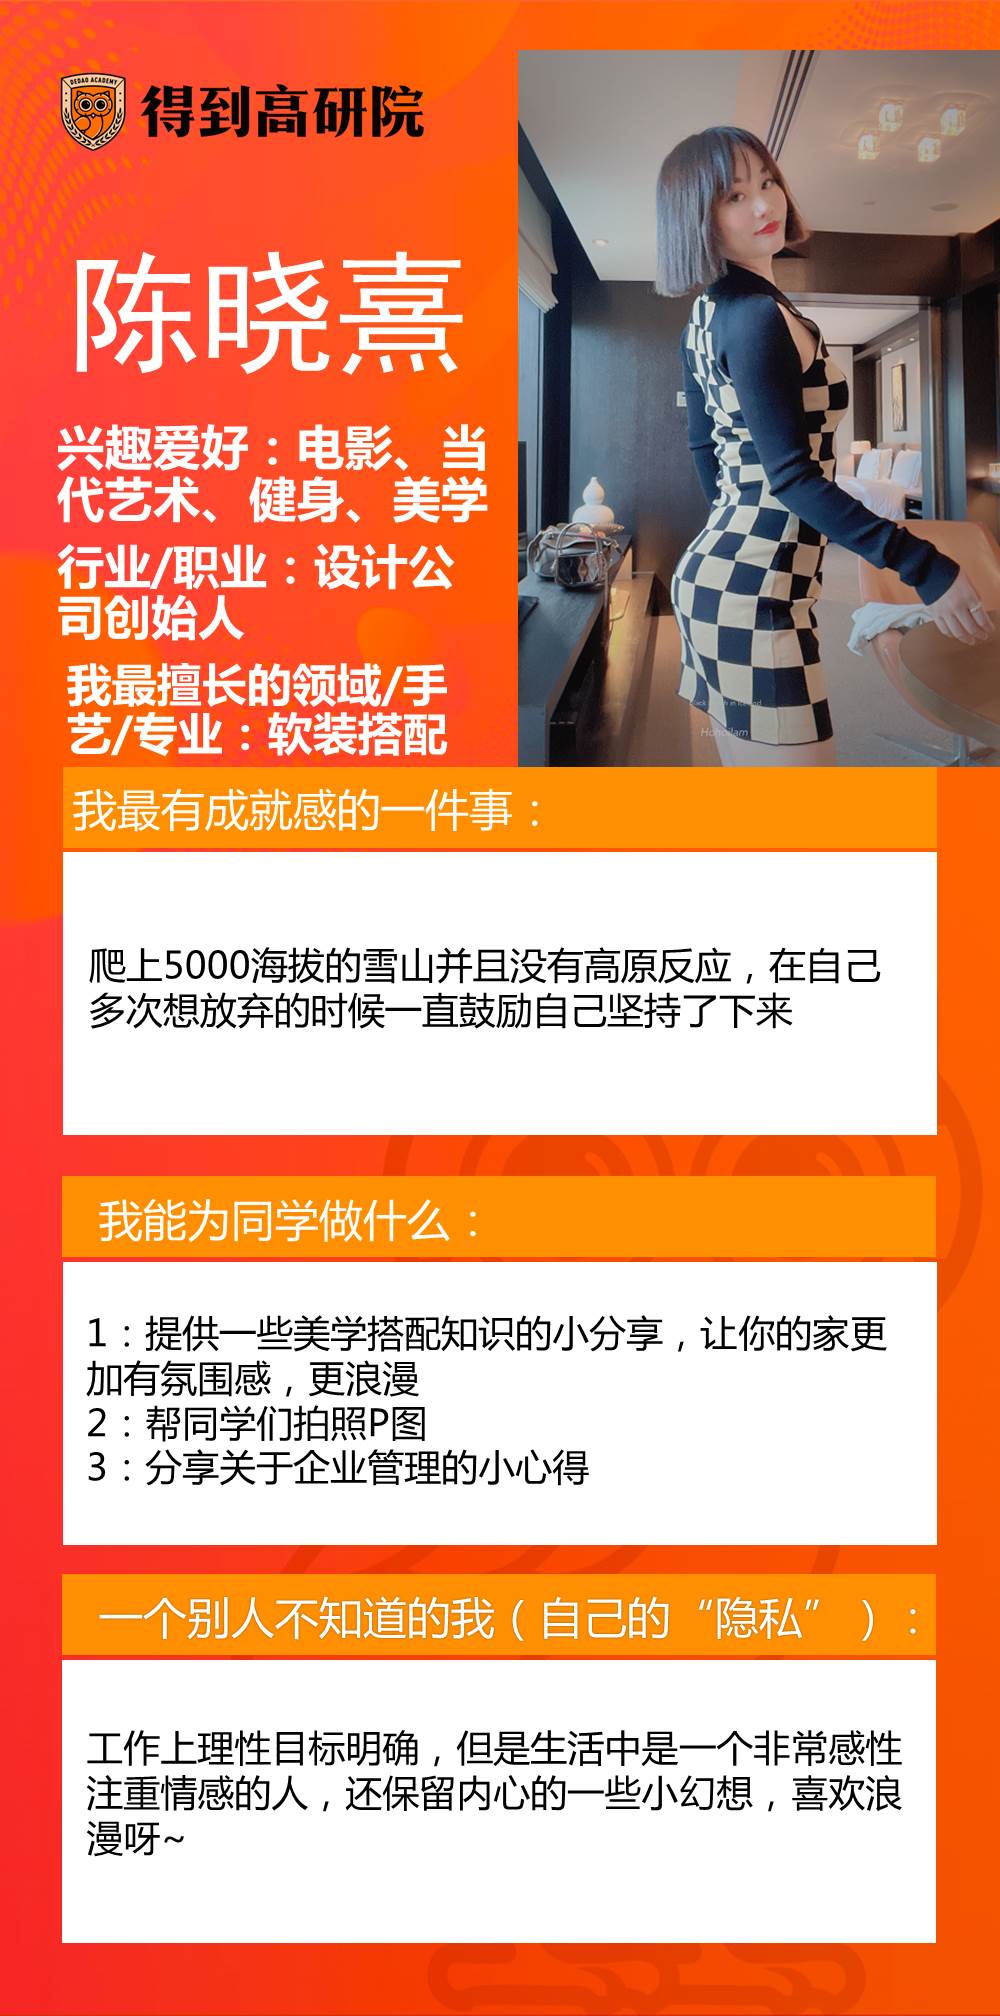 DEDAO ACADEMY
得到高研院
陈晓熹
兴趣爱好：电影、当
代艺术、健身、美学
行业/职业：设计公
司创始人
我最擅长的领域/手
艺/专业：软装搭配
我最有成就感的一件事：
爬上5000海拔的雪山并且没有高原反应，在自己
多次想放弃的时候一直鼓励自己坚持了下来
我能为同学做什么：
1：提供一些美学搭配知识的小分享，让你的家更
加有氛围感，更浪漫
2：帮同学们拍照P图
3：分享关于企业管理的小心得
一个别人不知道的我（自己的“隐私”）：
工作上理性目标明确，但是生活中是一个非常感性
注重情感的人，还保留内心的一些小幻想，喜欢浪
漫呀~